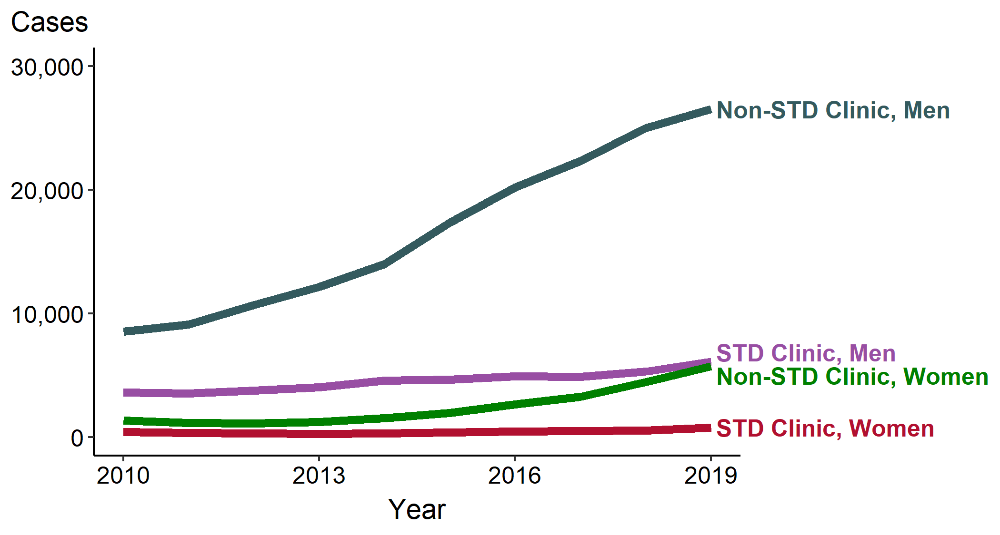 Cases
30,000
20,000
10,000
0
Non-STD Clinic, Men
STD Clinic, Men
Non-STD Clinic, Women
STD Clinic, Women
2010 2013 2016 2019
Year